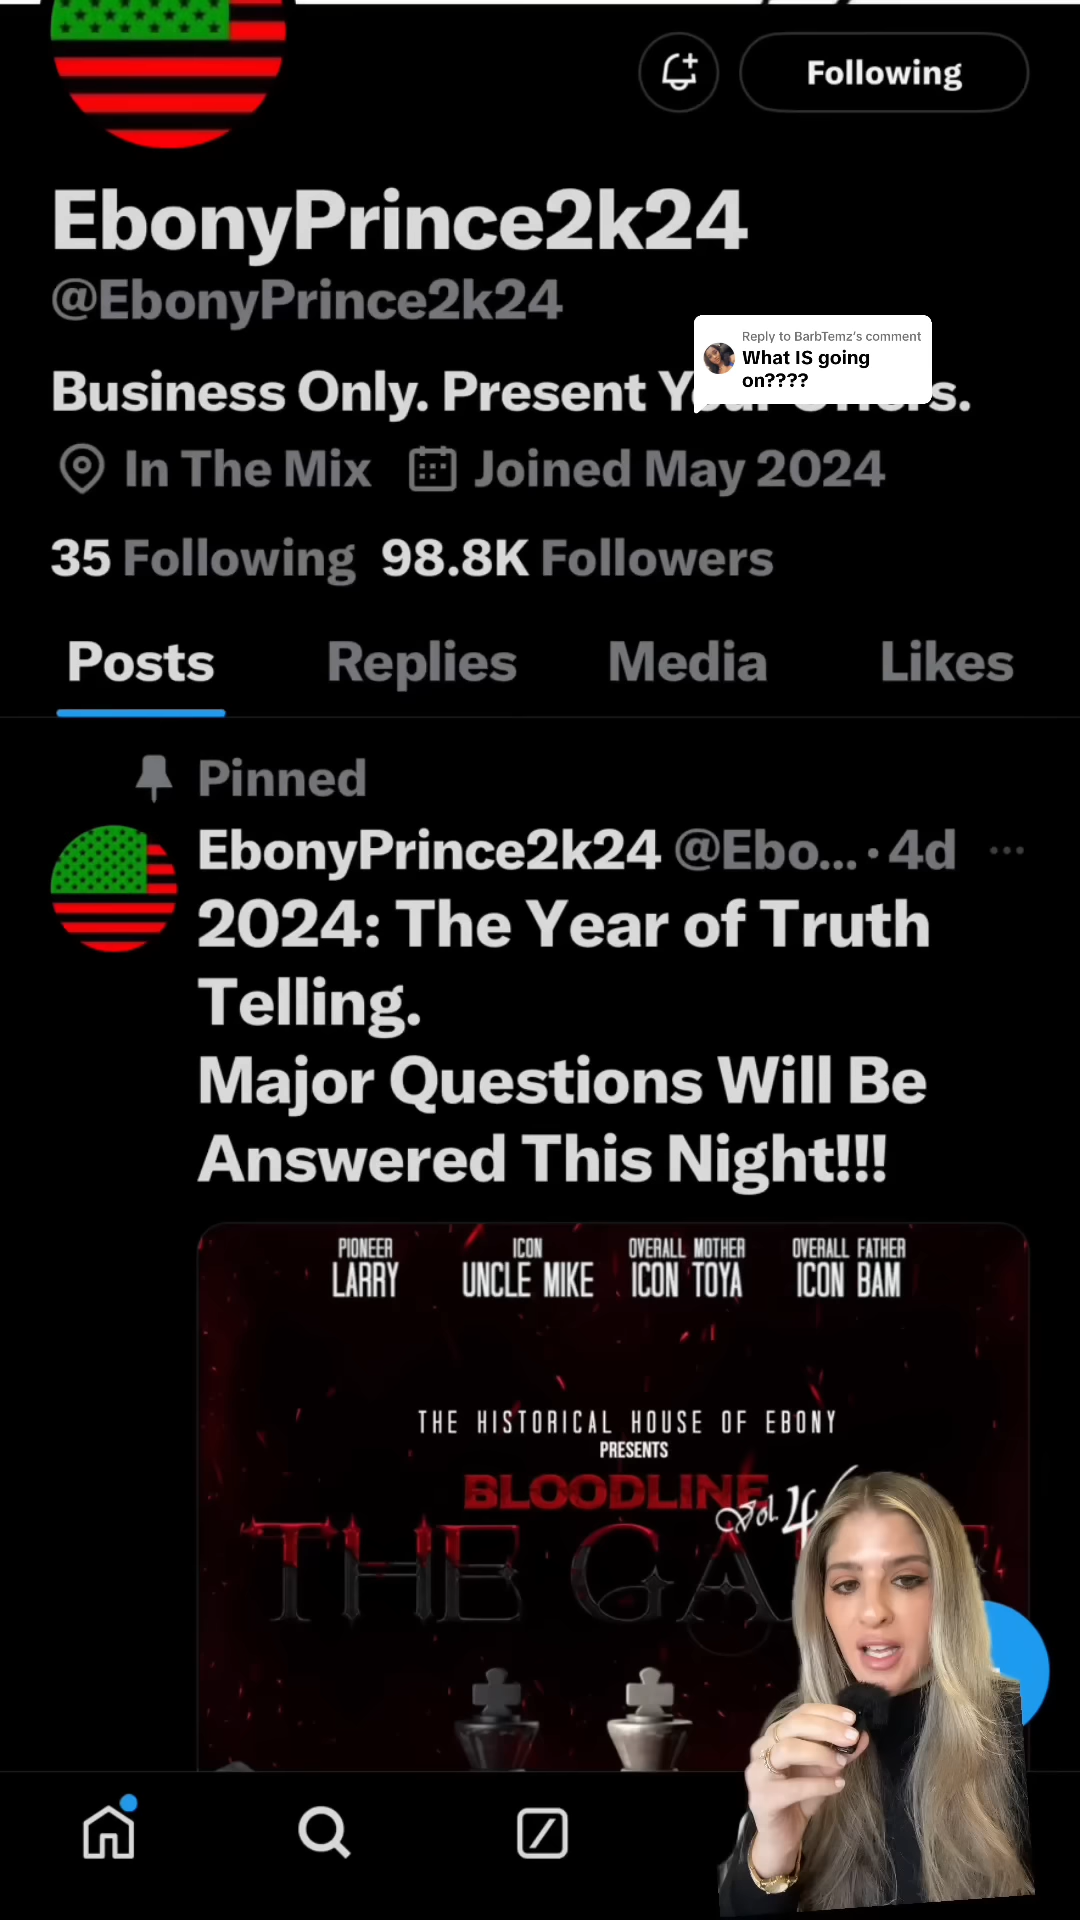 Following
EbonyPrince2k24
@EbonyPrince2k24
Reply to BarbTemz's comment
What IS going
on????
Business Only. Present
In The Mix Joined May 2024
35 Following 98.8K Followers
Posts Replies Media Likes
Pinned
EbonyPrince2k24 @Ebo... · 4d
2024: The Year of Truth
Telling.
Major Questions Will Be
Answered This Night!!!
PIONEER
LARRY
ICON
UNCLE MIKE
OVERALL MOTHER
ICON TOYA
OVERALL FATHER
ICON BAM
THE HISTORICAL HOUSE OF EBONY
PRESENTS
BLOODLINE
Vol. 4
THE